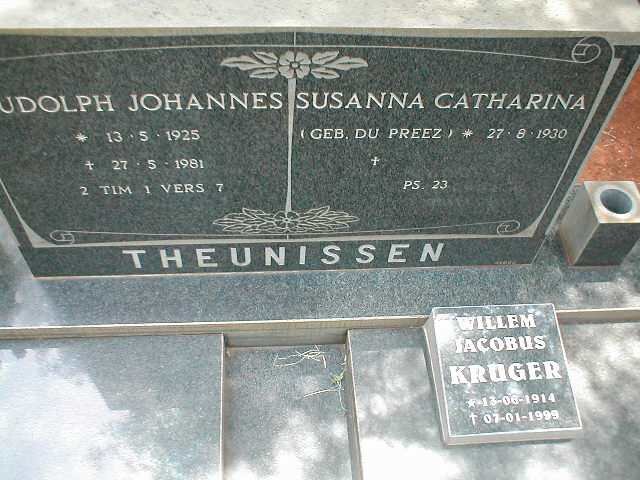 UDOLPH JOHANNES
* 13·5·1925
✝ 27·5·1981
2 TIM 1 VERS 7
SUSANNA CATHARINA
(GEB. DU PREEZ) * 27·8·1930
✝
PS. 23
THEUNISSEN
WILLEM
JACOBUS
KRUGER
*13-06-1914
✝ 07-01-1999